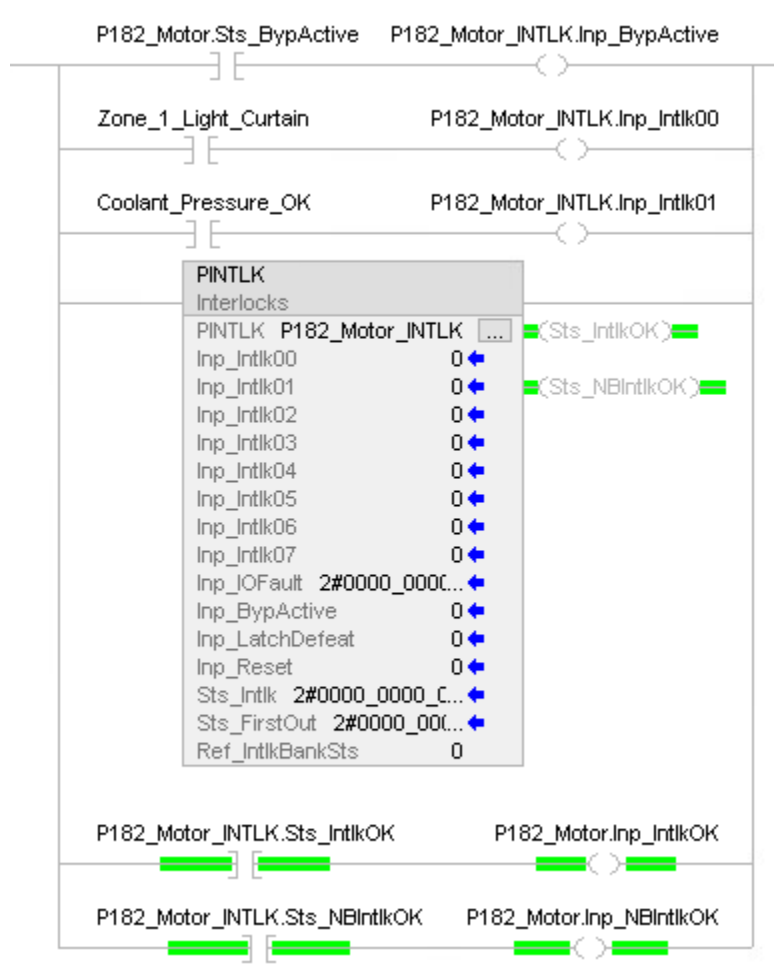 P182_Motor.Sts_BypActive P182_Motor_INTLK.Inp_BypActive
Zone_1_Light_Curtain P182_Motor_INTLK.Inp_Intlk00
Coolant_Pressure_OK P182_Motor_INTLK.Inp_Intlk01
PINTLK
Interlocks
PINTLK P182_Motor_INTLK ... Sts_IntlkOK
Inp_Intlk00 0
Inp_Intlk01 0 Sts_NBIntlkOK
Inp_Intlk02 0
Inp_Intlk03 0
Inp_Intlk04 0
Inp_Intlk05 0
Inp_Intlk06 0
Inp_Intlk07 0
Inp_IOFault 2#0000_000...
Inp_BypActive 0
Inp_LatchDefeat 0
Inp_Reset 0
Sts_Intlk 2#0000_0000_...
Sts_FirstOut 2#0000_00...
Ref_IntlkBankSts 0
P182_Motor_INTLK.Sts_IntlkOK P182_Motor.Inp_IntlkOK
P182_Motor_INTLK.Sts_NBIntlkOK P182_Motor.Inp_NBIntlkOK